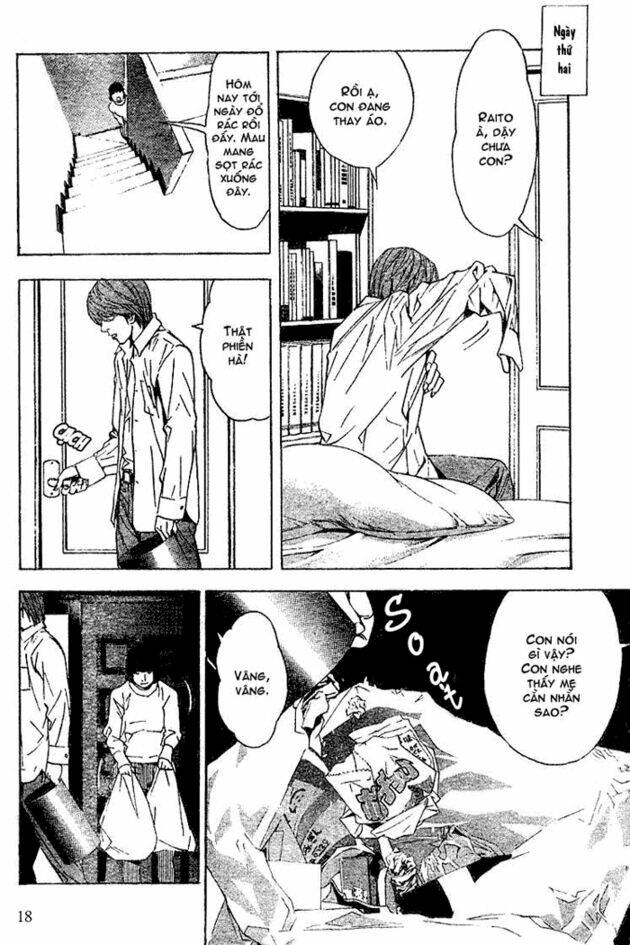 Ngày
thứ
hai
RAITO
À, DẬY
CHƯA
CON?
RỒI Ạ,
CON ĐANG
THAY ÁO.
HÔM
NAY TỚI
NGÀY ĐỔ
RÁC RỒI
ĐẤY. MAU
MANG
SỌT RÁC
XUỐNG
ĐÂY.
THẬT
PHIỀN
HÀ!
CON NÓI
GÌ VẬY?
CON NGHE
THẤY MẸ
CẰN NHẰN
SAO?
Soạt
VÂNG,
VÂNG.
18